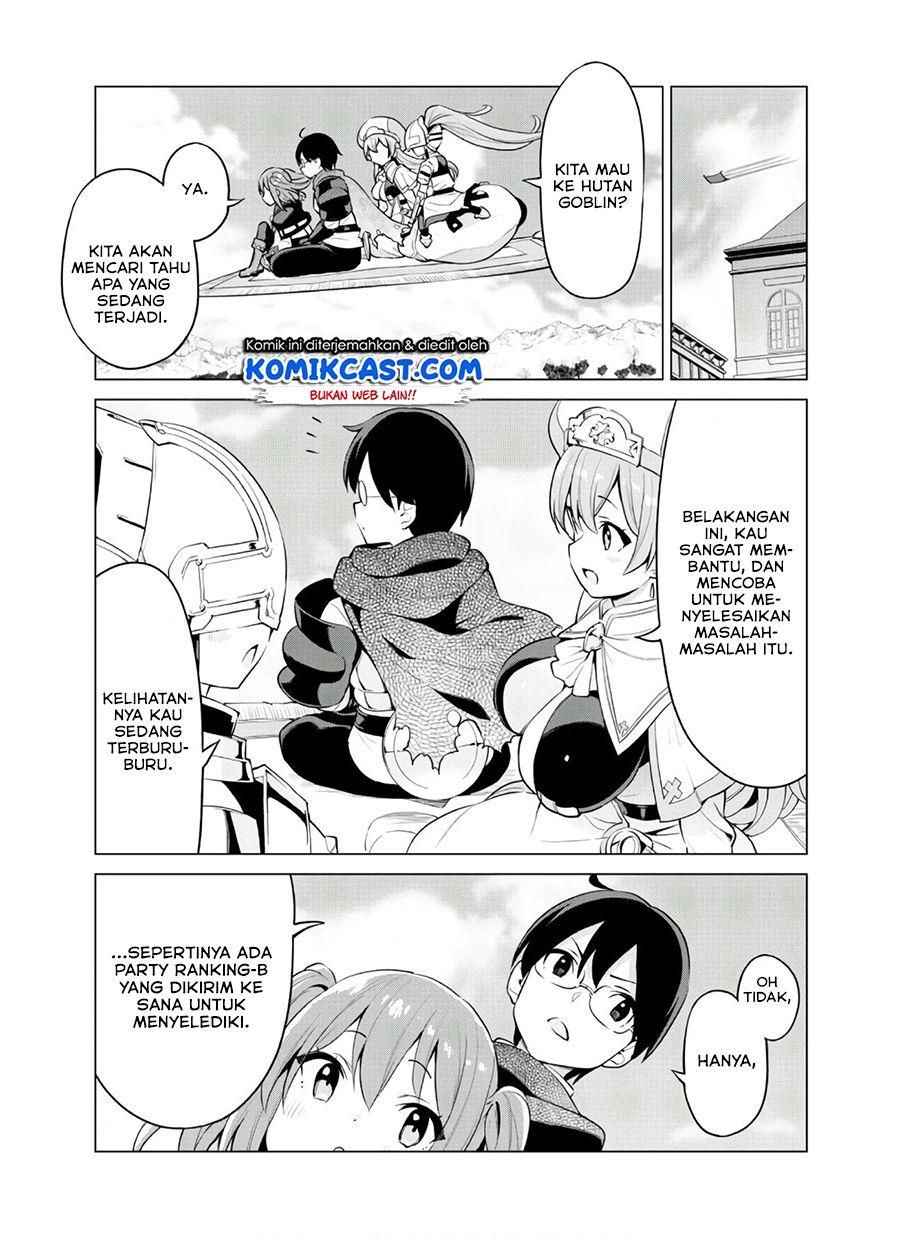 KITA MAU
KE HUTAN
GOBLIN?
YA.
KITA AKAN
MENCARI TAHU
APA YANG
SEDANG
TERJADI.
Komik ini diterjemahkan & diedit oleh
KOMIKCAST.COM
BUKAN WEB LAIN!!
BELAKANGAN
INI, KAU
SANGAT MEM-
BANTU, DAN
MENCOBA
UNTUK ME-
NYELESAIKAN
MASALAH-
MASALAH ITU.
KELIHATAN-
NYA KAU
SEDANG
TERBURU-
BURU.
OH
TIDAK,
HANYA,
...SEPERTINYA ADA
PARTY RANKING-B
YANG DIKIRIM KE
SANA UNTUK
MENYELEDIKI.